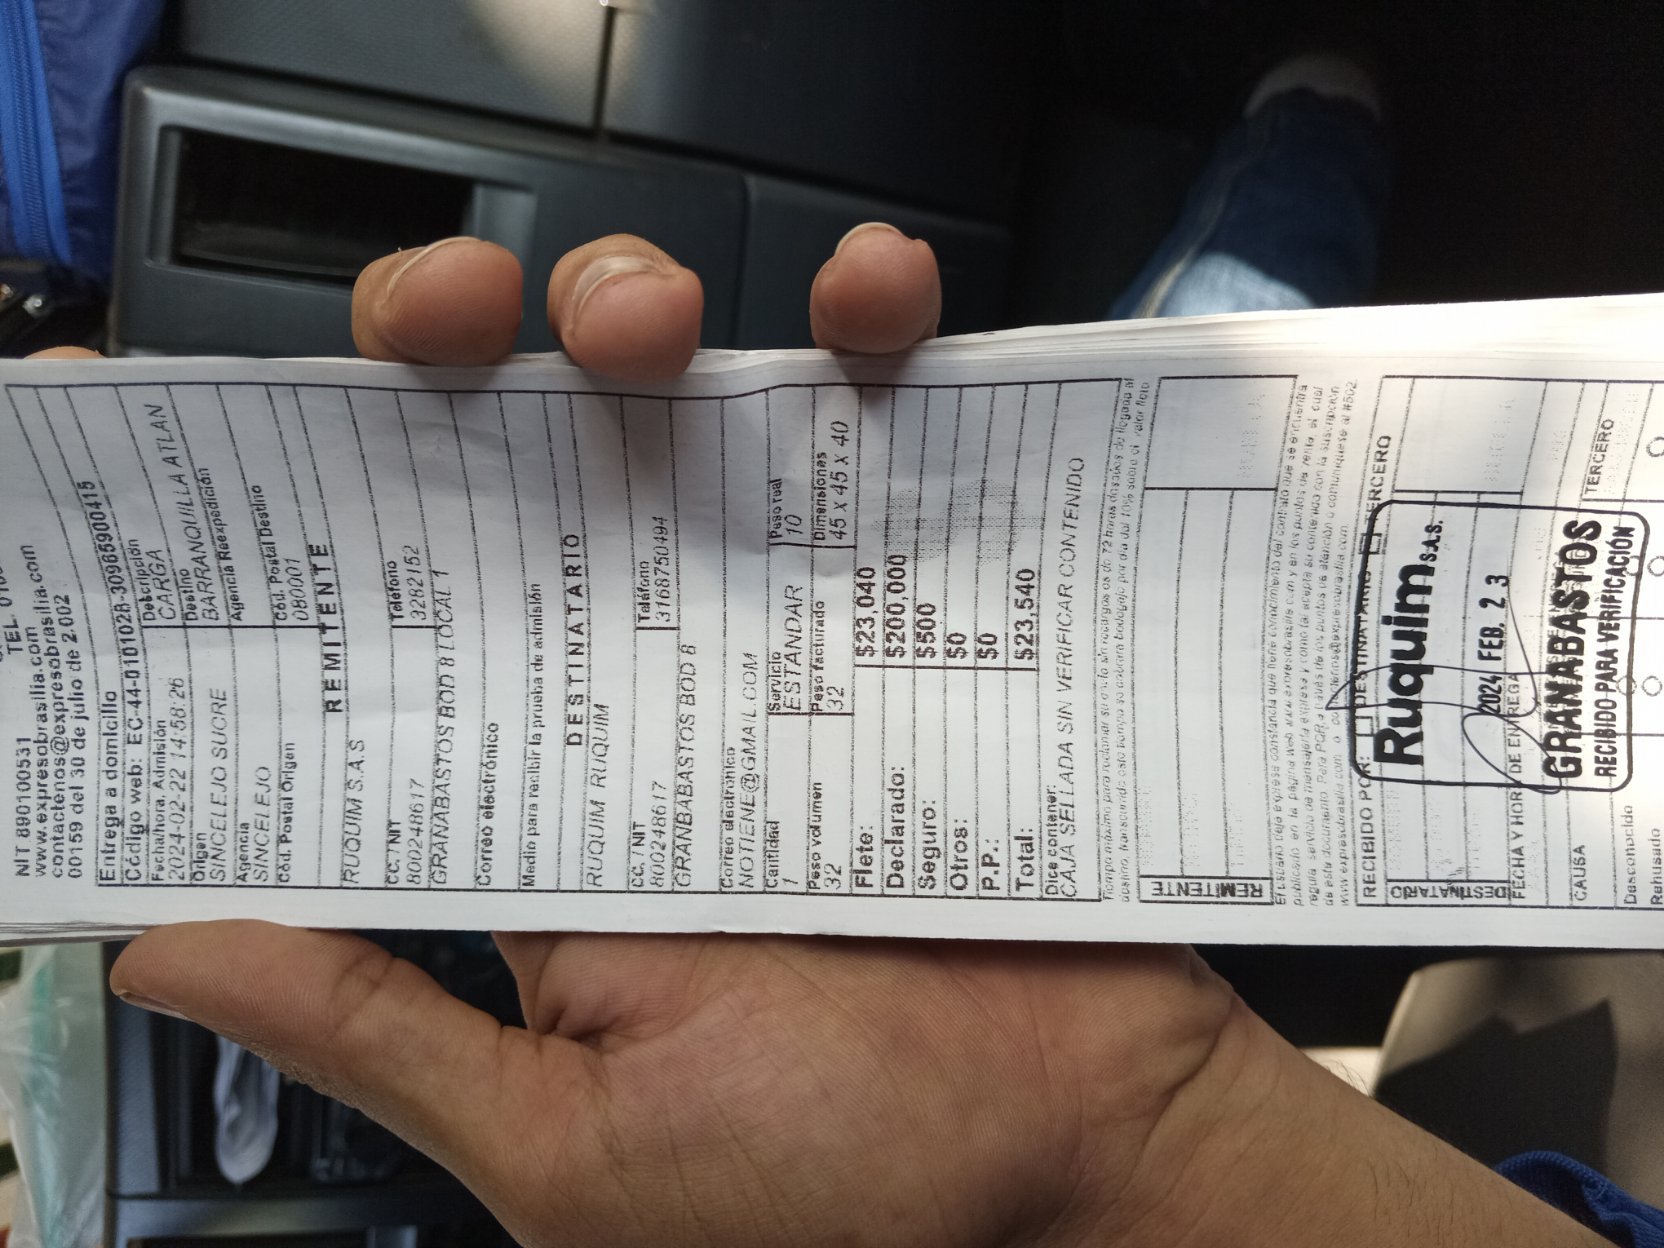 NIT 890100531
www.expresobrasilia.com
contactenos@expresobrasilia.com
00159 del 30 de julio de 2.002
Entrega a domicilio
Código web: EC-44-0101028-3096590041​5
Fecha/hora. Admisión Descripción
2024-02-22 14:58:26 CARGA
Origen Destino
SINCELEJO SUCRE BARRANQUILLA ATLAN
Agencia Agencia Reexpedición
SINCELEJO
Cód. Postal Origen Cód. Postal Destino
080001
REMITENTE
RUQUIM S.A.S
CC. / NIT Teléfono
800248617 3282152
GRANABASTOS BOD 8 LOCAL 1
Correo electrónico
Medio para recibir la prueba de admisión
DESTINATARIO
RUQUIM RUQUIM
CC. / NIT Teléfono
800248617 3168750494
GRANBABASTOS BOD 8
Correo electrónico
NOTIENE@GMAIL.COM
Cantidad Servicio Peso real
1 ESTANDAR 10
Peso volumen Peso facturado Dimensiones
32 32 45 x 45 x 40
Flete: $23,040
Declarado: $200,000
Seguro: $500
Otros: $0
P.P.: $0
Total: $23,540
Dice contener:
CAJA SELLADA SIN VERIFICAR CONTENIDO
REMITENTE
RECIBIDO POR: DESTINATARIO TERCERO
Ruquim S.A.S.
2024 FEB. 23
DESTINATARIO
FECHA Y HORA DE ENTREGA
GRANABASTOS
RECIBIDO PARA VERIFICACIÓN
CAUSA TERCERO
Desconocido
Rehusado